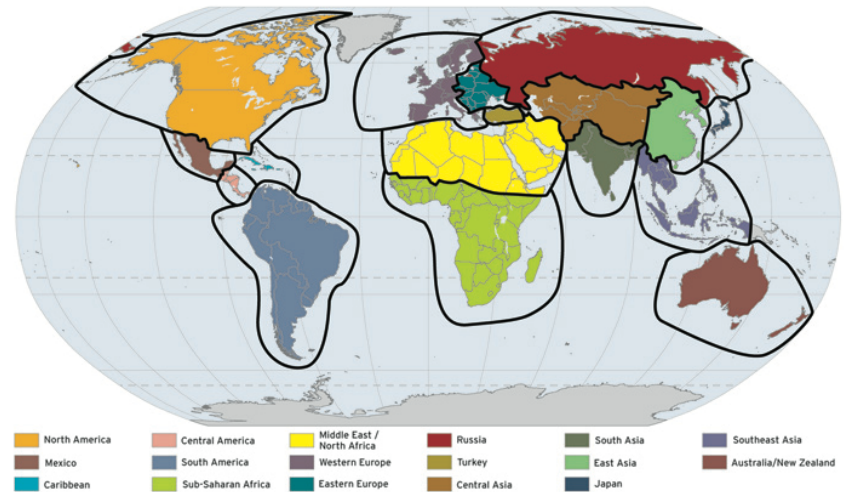 North America
Central America
Middle East /
North Africa
Russia
South Asia
Southeast Asia
Mexico
South America
Western Europe
Turkey
East Asia
Australia/New Zealand
Caribbean
Sub-Saharan Africa
Eastern Europe
Central Asia
Japan